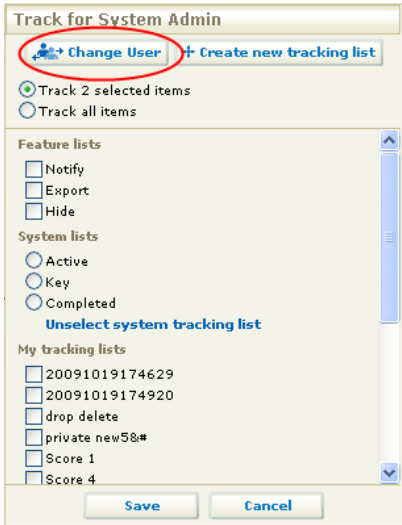 Track for System Admin
Change User + Create new tracking list
Track 2 selected items
Track all items
Feature lists
Notify
Export
Hide
System lists
Active
Key
Completed
Unselect system tracking list
My tracking lists
20091019174629
20091019174920
drop delete
private new5&#
Score 1
Score 4
Save Cancel